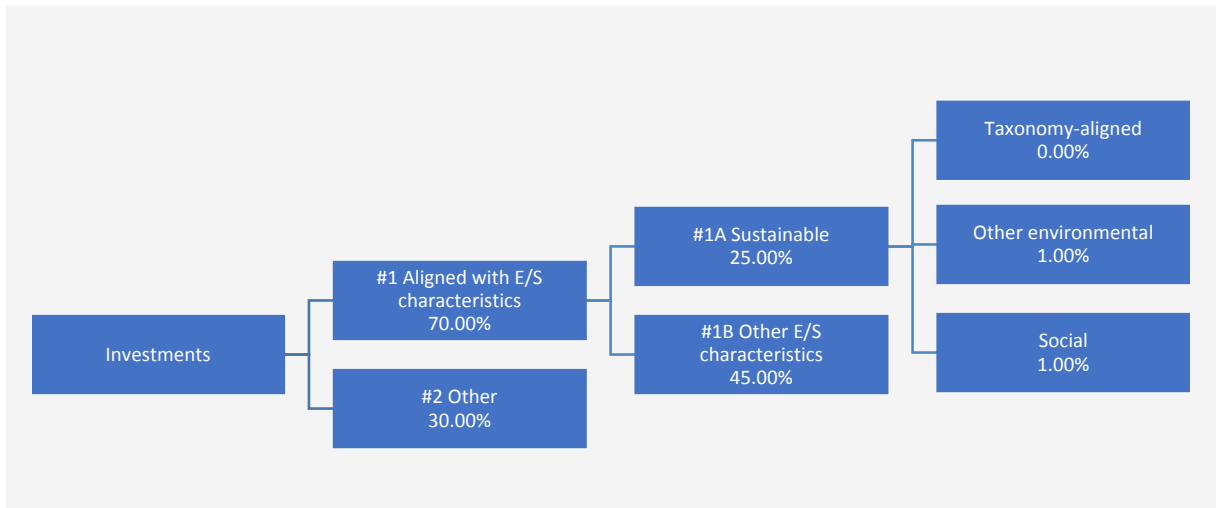 Investments
#1 Aligned with E/S
characteristics
70.00%
#2 Other
30.00%
#1A Sustainable
25.00%
#1B Other E/S
characteristics
45.00%
Taxonomy-aligned
0.00%
Other environmental
1.00%
Social
1.00%